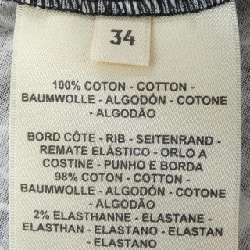 34
100% COTON - COTTON -
BAUMWOLLE - ALGODÓN - COTONE
- ALGODÃO
BORD CÔTE - RIB - SEITENRAND -
REMATE ELÁSTICO - ORLO A
COSTINE - PUNHO E BORDA
98% COTON - COTTON -
BAUMWOLLE - ALGODÓN - COTONE
- ALGODÃO
2% ELASTHANNE - ELASTANE -
ELASTHAN - ELASTANO - ELASTAN
- ELASTANO